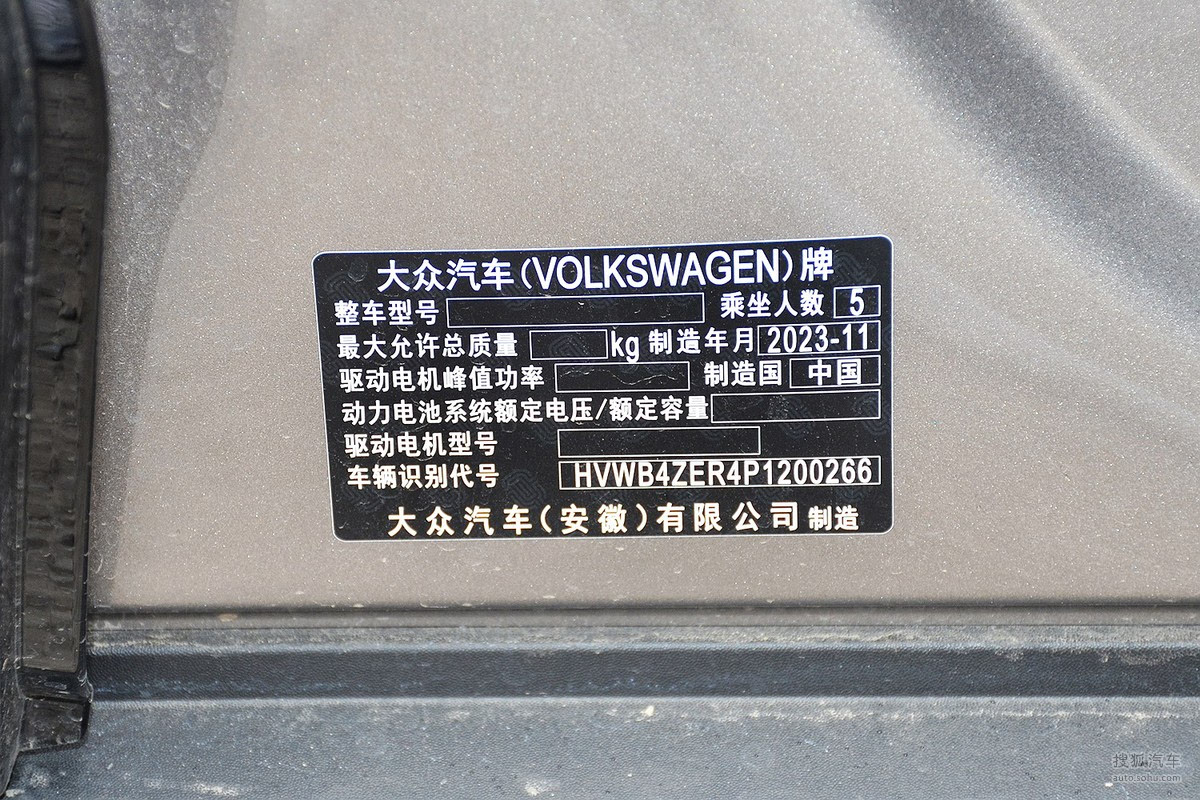 大众汽车(VOLKSWAGEN)牌
整车型号 乘坐人数 5
最大允许总质量 kg 制造年月 2023-11
驱动电机峰值功率 制造国 中国
动力电池系统额定电压/额定容量
驱动电机型号
车辆识别代号 HVWB4ZER4P1200266
大众汽车(安徽)有限公司 制造
搜狐汽车
auto.sohu.com